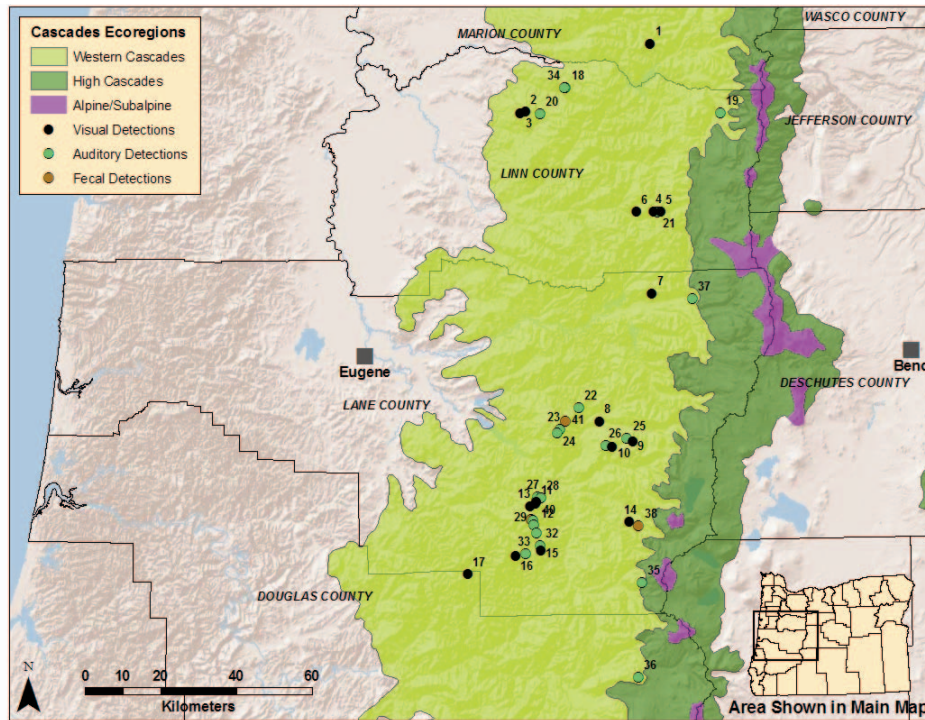 WASCO COUNTY
Cascades Ecoregions
Western Cascades
High Cascades
Alpine/Subalpine
Visual Detections
Auditory Detections
Fecal Detections
MARION COUNTY
1
34 18
2
20
3
19
JEFFERSON COUNTY
LINN COUNTY
6 4 5
21
7
37
Eugene
Bend
DESCHUTES COUNTY
LANE COUNTY
22
23 41
8
24
26 25
10 9
27 28
13 11
40
29 12
14 38
32
33
15
16
17
35
DOUGLAS COUNTY
36
N
0 10 20 40 60
Kilometers
Area Shown in Main Map